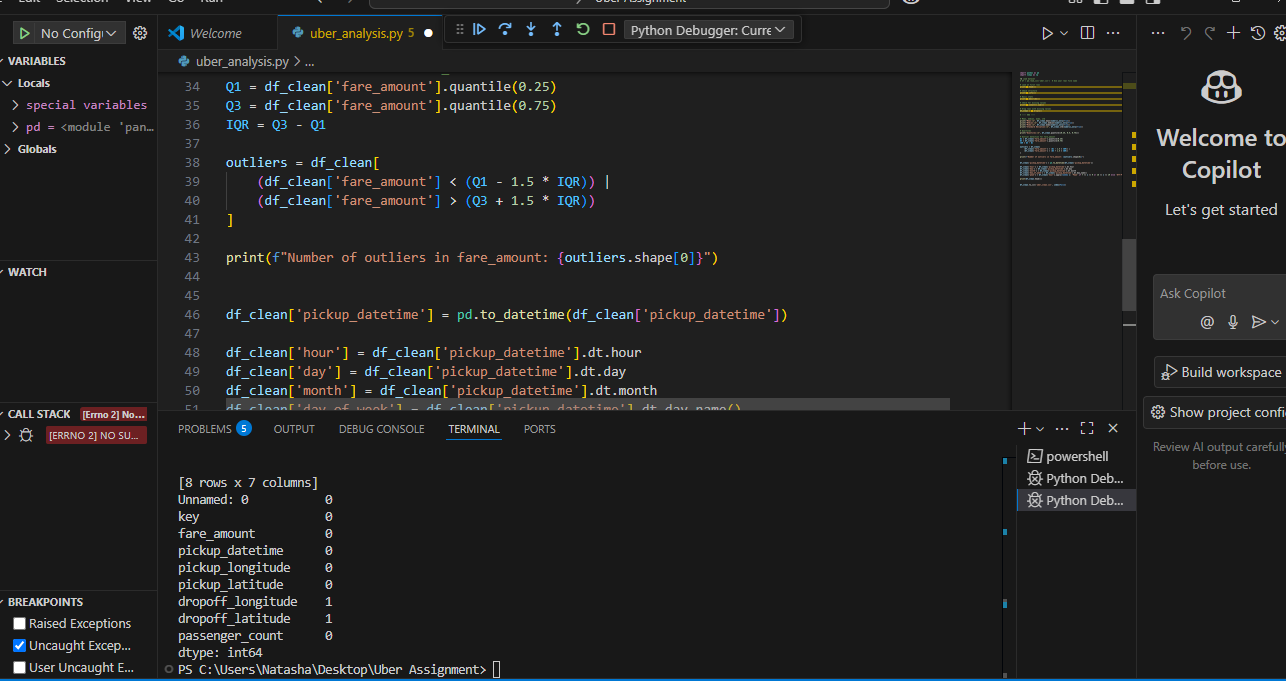 Run
Uber Assignment
No Config
Welcome
uber_analysis.py 5
Python Debugger: Curre
VARIABLES
Locals
special variables
pd = <module 'pan...
Globals
WATCH
CALL STACK [Errno 2] No...
[ERRNO 2] NO SU...
BREAKPOINTS
Raised Exceptions
Uncaught Excep...
User Uncaught E...
uber_analysis.py > ...
34 Q1 = df_clean['fare_amount'].quantile(0.25)
35 Q3 = df_clean['fare_amount'].quantile(0.75)
36 IQR = Q3 - Q1
37
38 outliers = df_clean[
39     (df_clean['fare_amount'] < (Q1 - 1.5 * IQR)) |
40     (df_clean['fare_amount'] > (Q3 + 1.5 * IQR))
41 ]
42
43 print(f"Number of outliers in fare_amount: {outliers.shape[0]}")
44
45
46 df_clean['pickup_datetime'] = pd.to_datetime(df_clean['pickup_datetime'])
47
48 df_clean['hour'] = df_clean['pickup_datetime'].dt.hour
49 df_clean['day'] = df_clean['pickup_datetime'].dt.day
50 df_clean['month'] = df_clean['pickup_datetime'].dt.month
51 df_clean['day_of_week'] = df_clean['pickup_datetime'].dt.day_name()
PROBLEMS 5 OUTPUT DEBUG CONSOLE TERMINAL PORTS
[8 rows x 7 columns]
Unnamed: 0 0
key 0
fare_amount 0
pickup_datetime 0
pickup_longitude 0
pickup_latitude 0
dropoff_longitude 1
dropoff_latitude 1
passenger_count 0
dtype: int64
PS C:\Users\Natasha\Desktop\Uber Assignment>
powershell
Python Deb...
Python Deb...
Welcome to
Copilot
Let's get started
Ask Copilot
Build workspace
Show project confi
Review AI output carefully
before use.